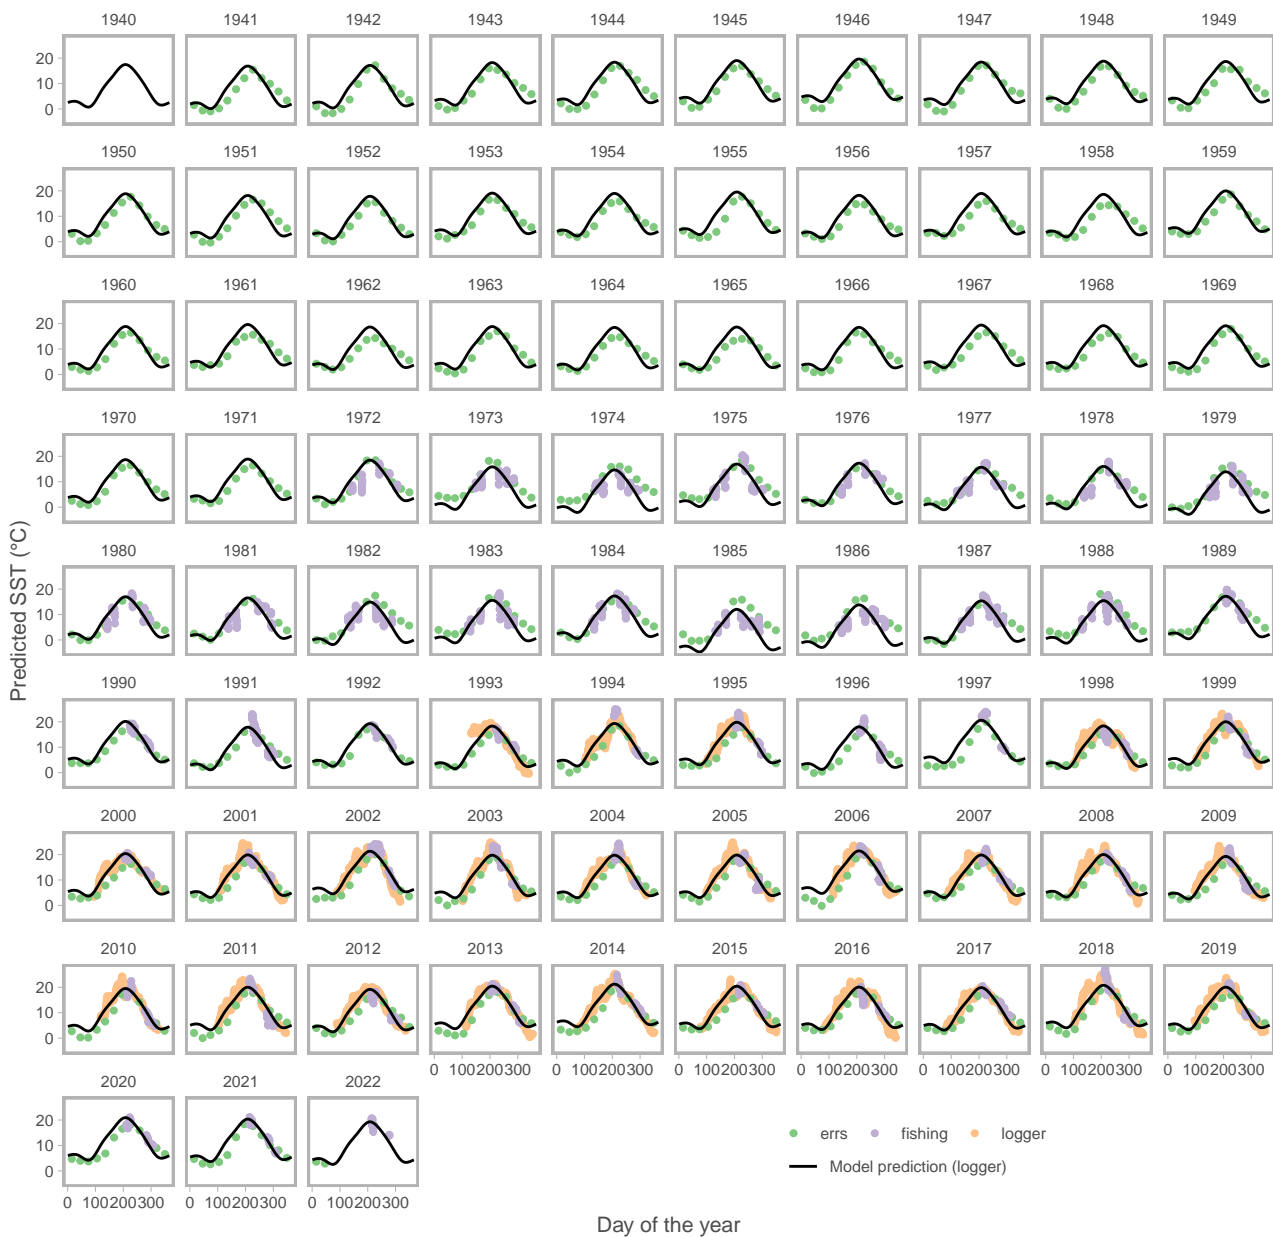 1940 1941 1942 1943 1944 1945 1946 1947 1948 1949
20
10
0
1950 1951 1952 1953 1954 1955 1956 1957 1958 1959
20
10
0
1960 1961 1962 1963 1964 1965 1966 1967 1968 1969
20
10
0
1970 1971 1972 1973 1974 1975 1976 1977 1978 1979
20
10
0
Predicted SST (°C)
1980 1981 1982 1983 1984 1985 1986 1987 1988 1989
20
10
0
1990 1991 1992 1993 1994 1995 1996 1997 1998 1999
20
10
0
2000 2001 2002 2003 2004 2005 2006 2007 2008 2009
20
10
0
2010 2011 2012 2013 2014 2015 2016 2017 2018 2019
20
10
0
0 100200300 0 100200300 0 100200300 0 100200300 0 100200300 0 100200300 0 100200300
2020 2021 2022
20
10
0
0 100200300 0 100200300 0 100200300
errs fishing logger
Model prediction (logger)
Day of the year